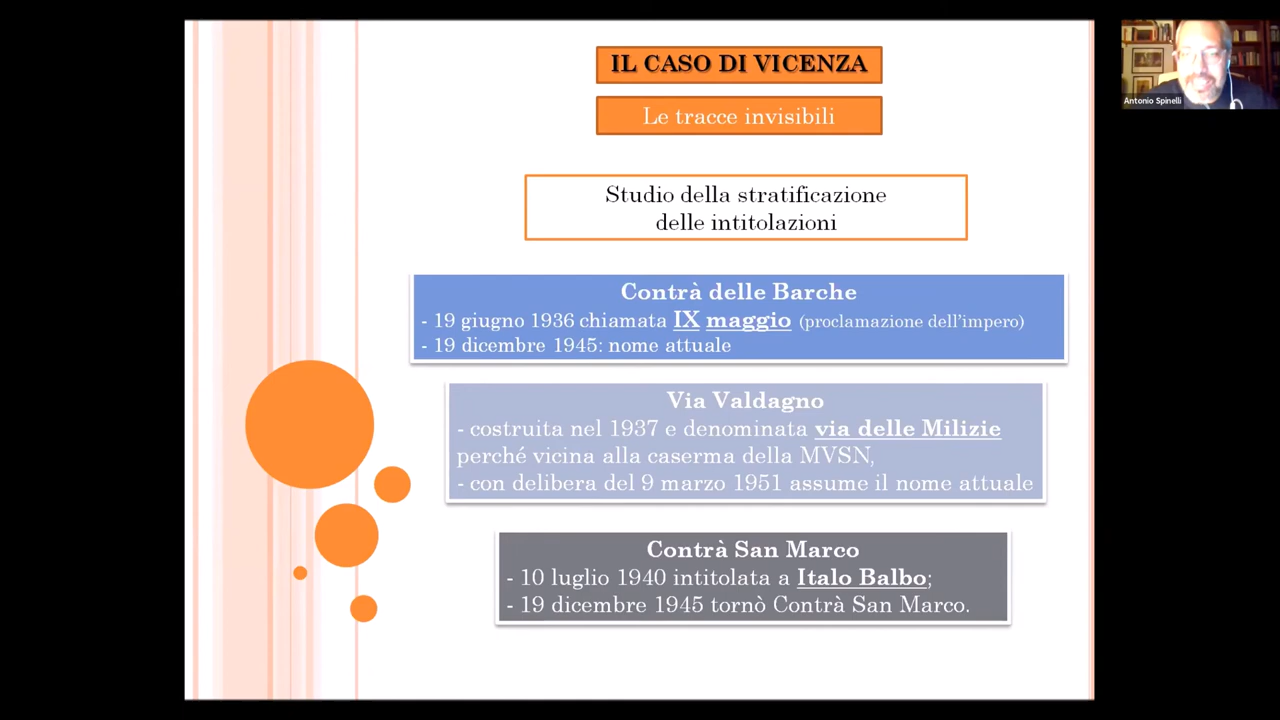 IL CASO DI VICENZA
Le tracce invisibili
Studio della stratificazione
delle intitolazioni
Contrà delle Barche
- 19 giugno 1936 chiamata IX maggio (proclamazione dell'impero)
- 19 dicembre 1945: nome attuale
Via Valdagno
- costruita nel 1937 e denominata via delle Milizie
perché vicina alla caserma della MVSN,
- con delibera del 9 marzo 1951 assume il nome attuale
Contrà San Marco
- 10 luglio 1940 intitolata a Italo Balbo;
- 19 dicembre 1945 tornò Contrà San Marco.
Antonio Spinelli